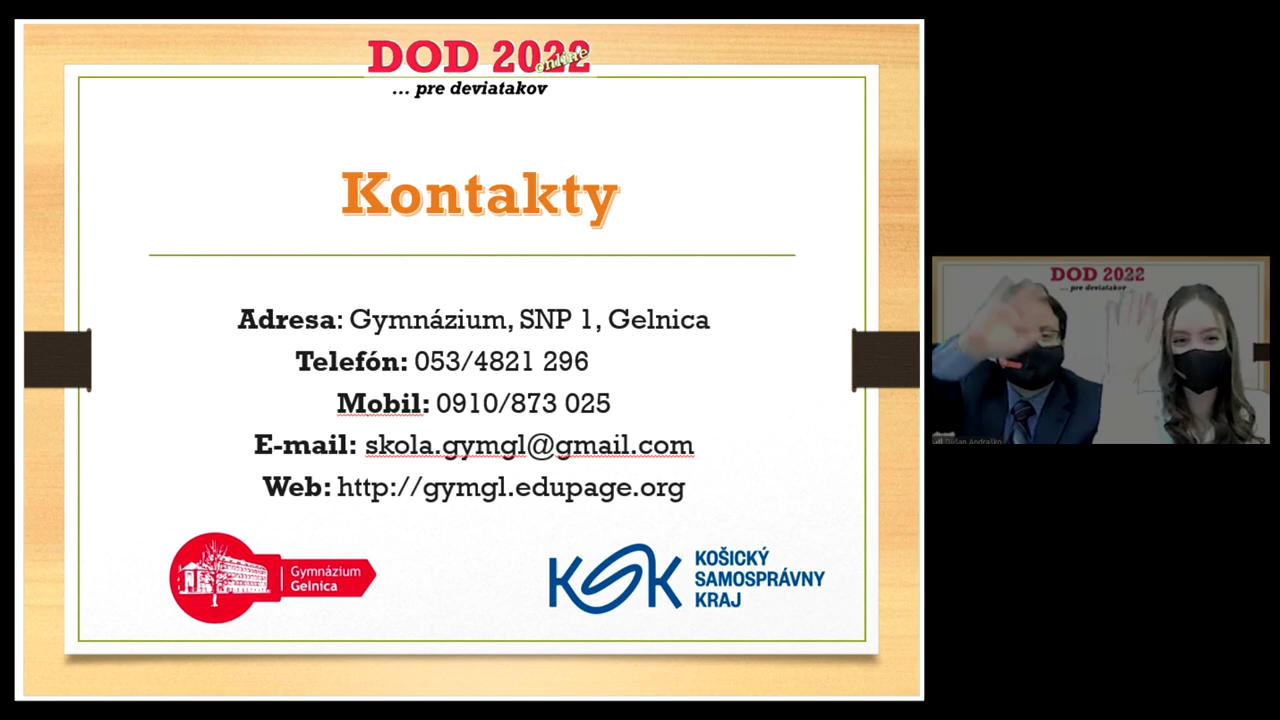 DOD 2022
online
... pre deviatakov
Kontakty
Adresa: Gymnázium, SNP 1, Gelnica
Telefón: 053/4821 296
Mobil: 0910/873 025
E-mail: skola.gymgl@gmail.com
Web: http://gymgl.edupage.org
Gymnázium
Gelnica
KSK
KOŠICKÝ
SAMOSPRÁVNY
KRAJ
DOD 2022
... pre deviatakov
Dušan Andraško